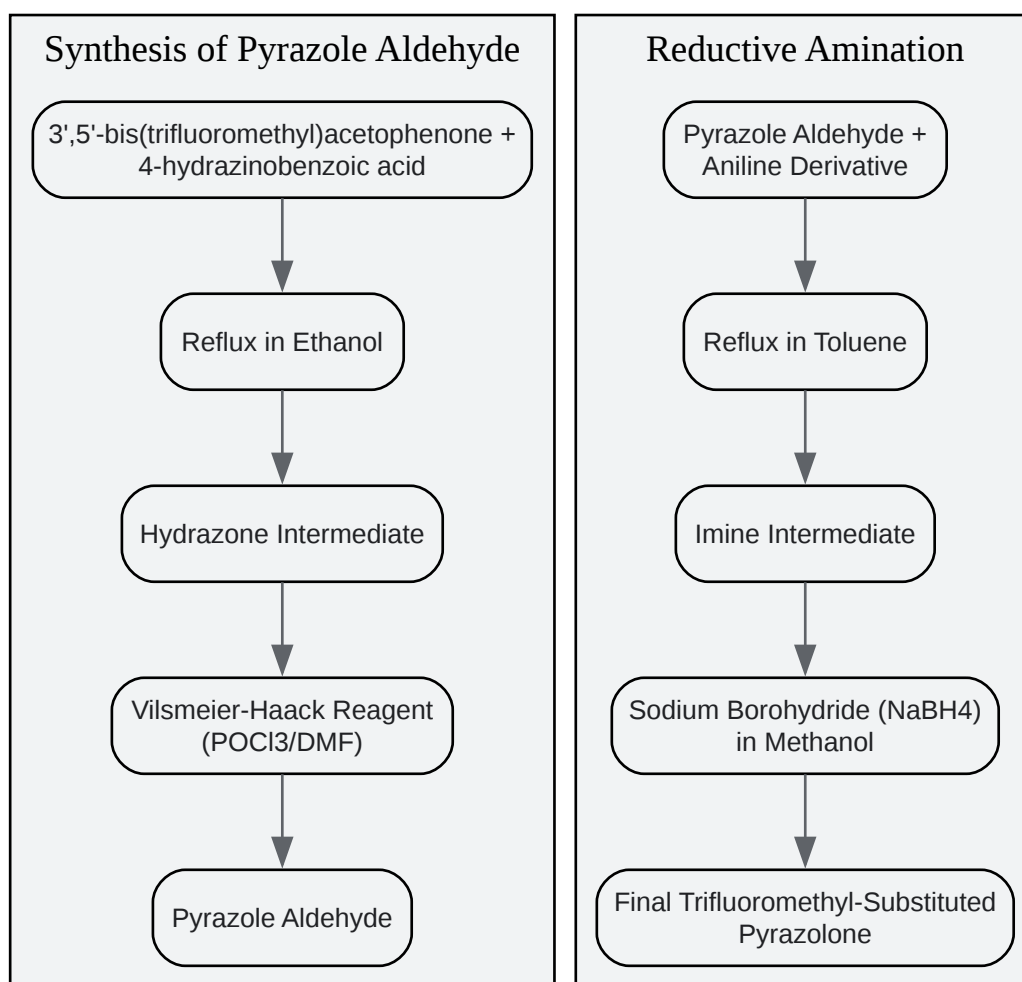 Synthesis of Pyrazole Aldehyde
3',5'-bis(trifluoromethyl)acetophenone +
4-hydrazinobenzoic acid
Reflux in Ethanol
Hydrazone Intermediate
Vilsmeier-Haack Reagent
(POCl3/DMF)
Pyrazole Aldehyde
Reductive Amination
Pyrazole Aldehyde +
Aniline Derivative
Reflux in Toluene
Imine Intermediate
Sodium Borohydride (NaBH4)
in Methanol
Final Trifluoromethyl-Substituted
Pyrazolone